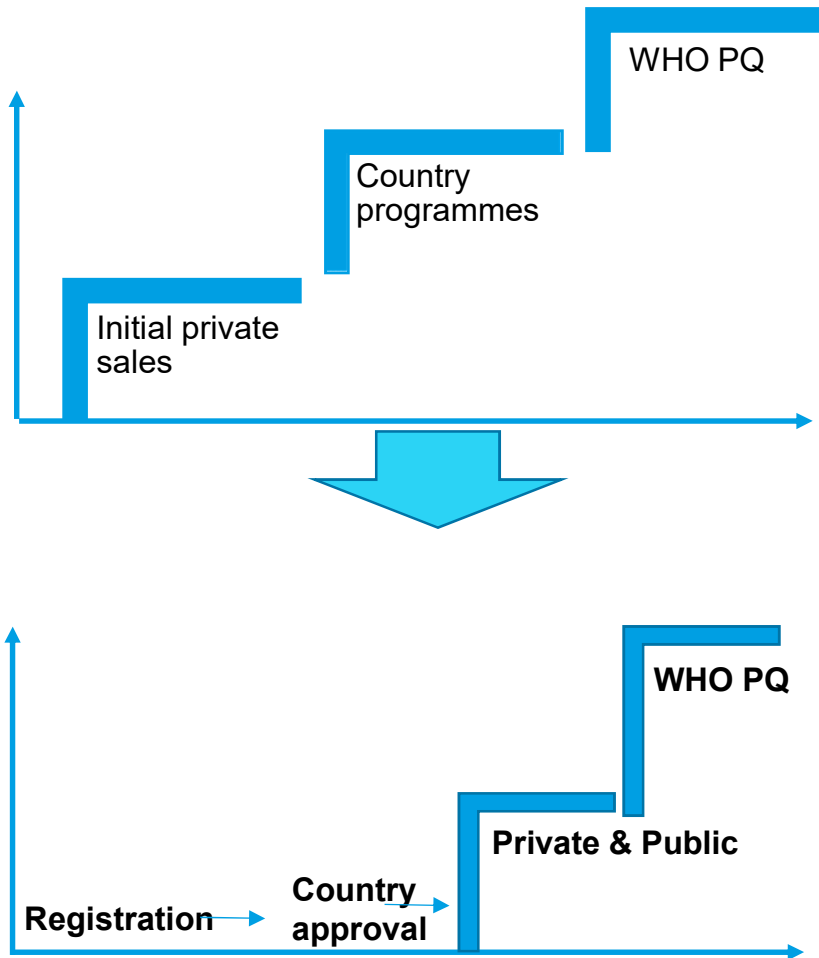 WHO PQ
Country
programmes
Initial private
sales
WHO PQ
Private & Public
Country
approval
Registration